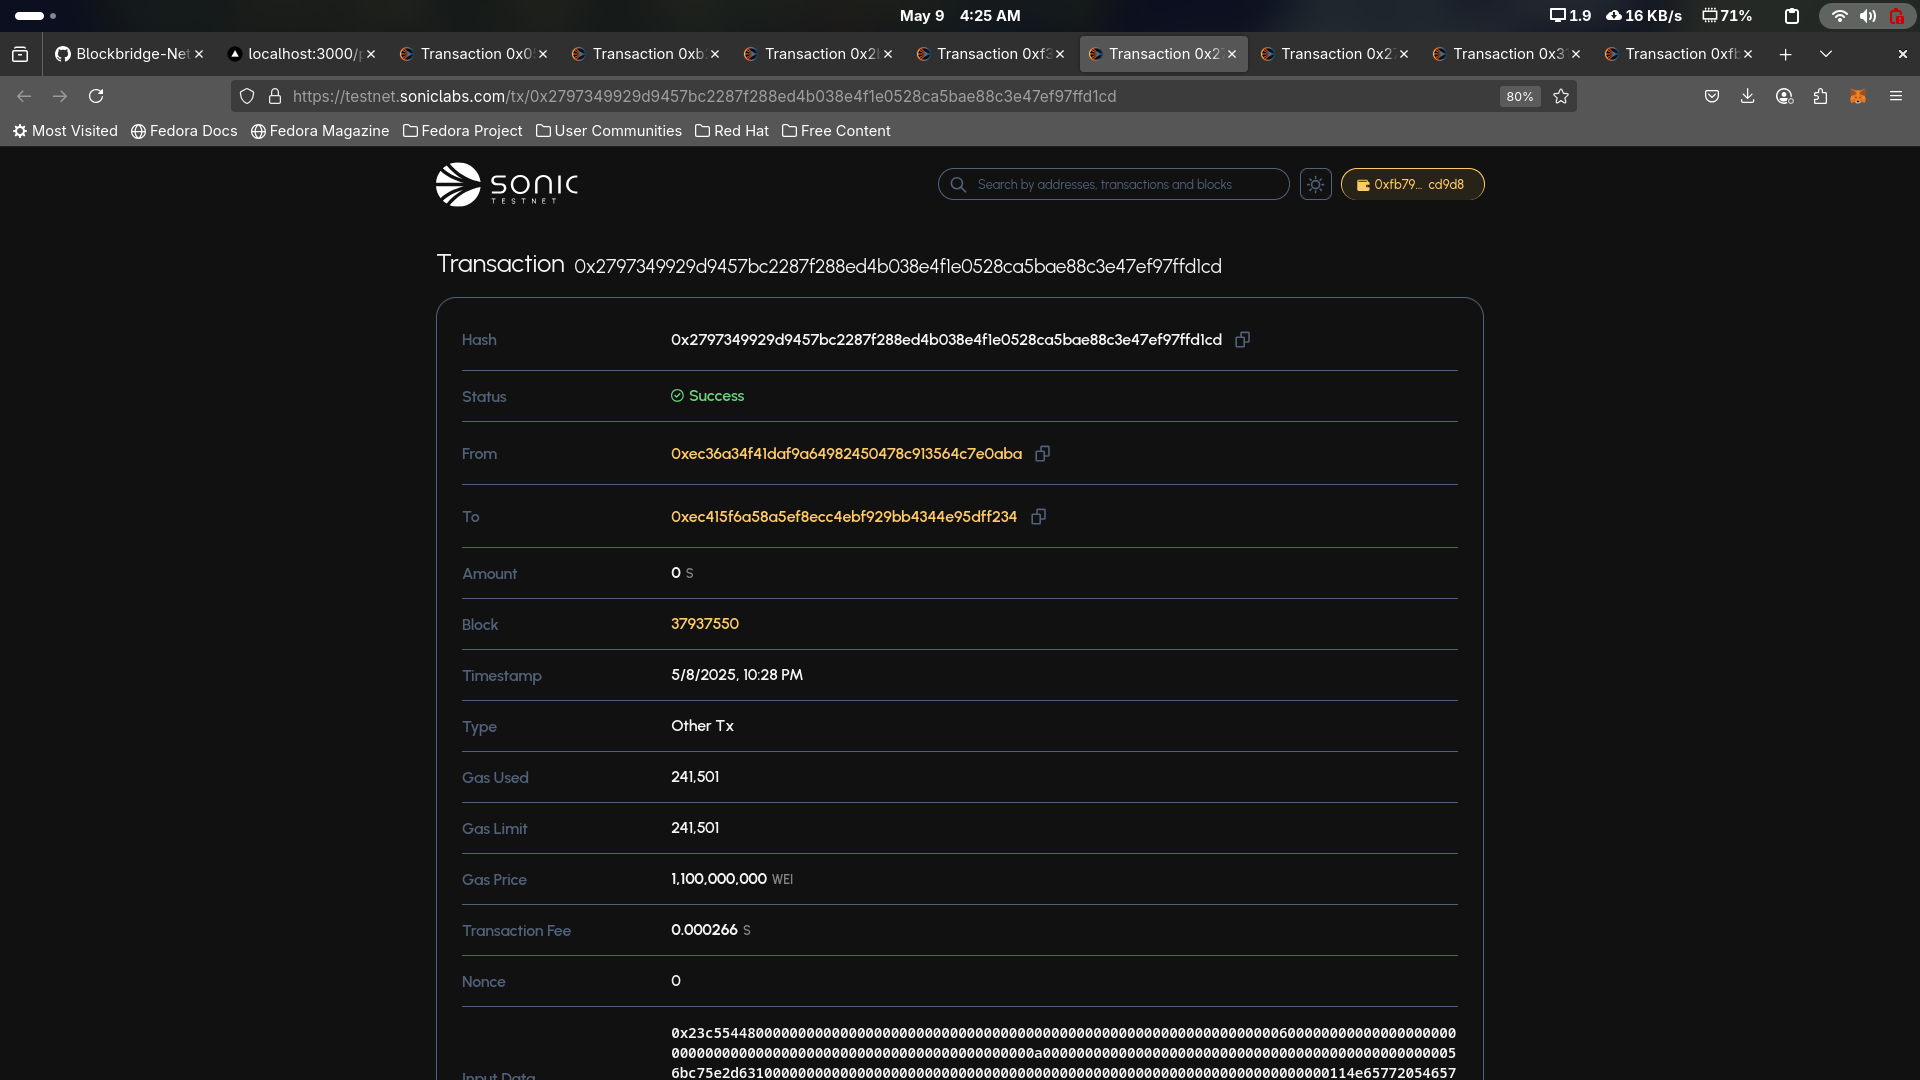 May 9 4:25 AM
1.9 16 KB/s 71%
Blockbridge-Net localhost:3000/ Transaction 0x0 Transaction 0xb Transaction 0x2 Transaction 0xf3 Transaction 0x2 Transaction 0x2 Transaction 0x3 Transaction 0xfb
https://testnet.soniclabs.com/tx/0x2797349929d9457bc2287f288ed4b038e4f1e0528ca5bae88c3e47ef97ffd1cd 80%
Most Visited Fedora Docs Fedora Magazine Fedora Project User Communities Red Hat Free Content
SONIC
TESTNET
Search by addresses, transactions and blocks
0xfb79... cd9d8
Transaction 0x2797349929d9457bc2287f288ed4b038e4f1e0528ca5bae88c3e47ef97ffd1cd
Hash 0x2797349929d9457bc2287f288ed4b038e4f1e0528ca5bae88c3e47ef97ffd1cd
Status Success
From 0xec36a34f41daf9a64982450478c913564c7e0aba
To 0xec415f6a58a5ef8ecc4ebf929bb4344e95dff234
Amount 0 S
Block 37937550
Timestamp 5/8/2025, 10:28 PM
Type Other Tx
Gas Used 241,501
Gas Limit 241,501
Gas Price 1,100,000,000 WEI
Transaction Fee 0.000266 S
Nonce 0
Input Data